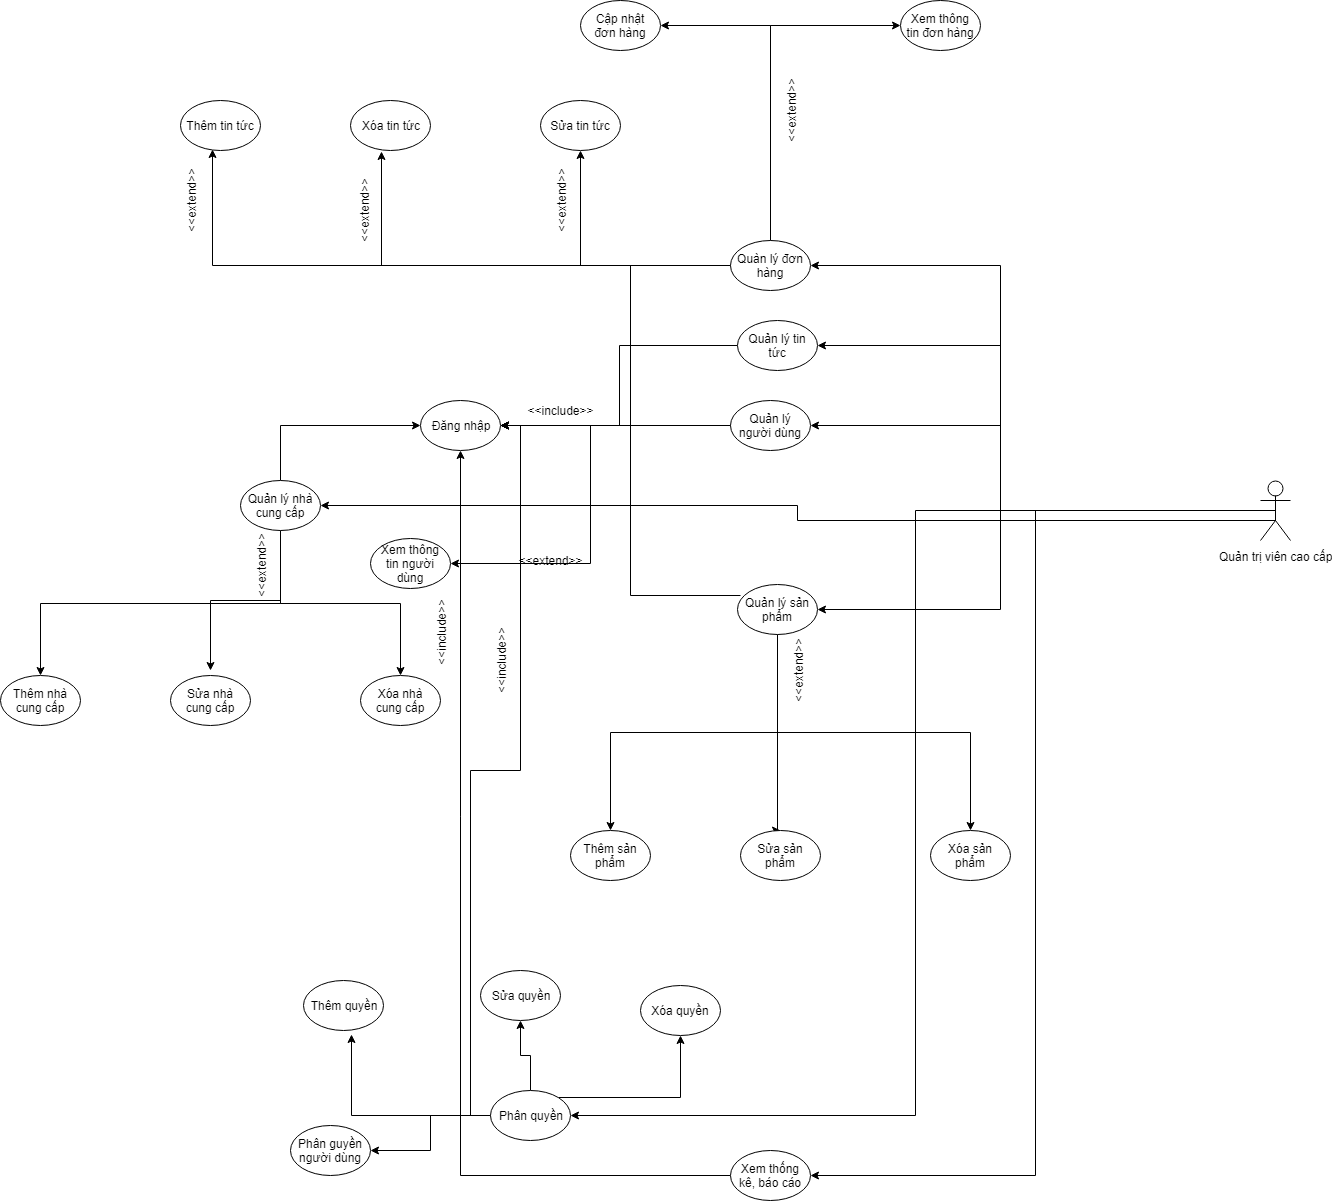 Cập nhật
đơn hàng
Xem thông
tin đơn hàng
<<extend>>
Thêm tin tức
Xóa tin tức
Sửa tin tức
<<extend>>
<<extend>>
<<extend>>
Quản lý đơn
hàng
Quản lý tin
tức
<<include>>
Đăng nhập
Quản lý
người dùng
Quản lý nhà
cung cấp
Quản trị viên cao cấp
<<extend>>
Xem thông
tin người
dùng
<<extend>>
Quản lý sản
phẩm
<<include>>
<<include>>
<<extend>>
Thêm nhà
cung cấp
Sửa nhà
cung cấp
Xóa nhà
cung cấp
Thêm sản
phẩm
Sửa sản
phẩm
Xóa sản
phẩm
Thêm quyền
Sửa quyền
Xóa quyền
Phân quyền
Phân guyền
người dùng
Xem thống
kê, báo cáo